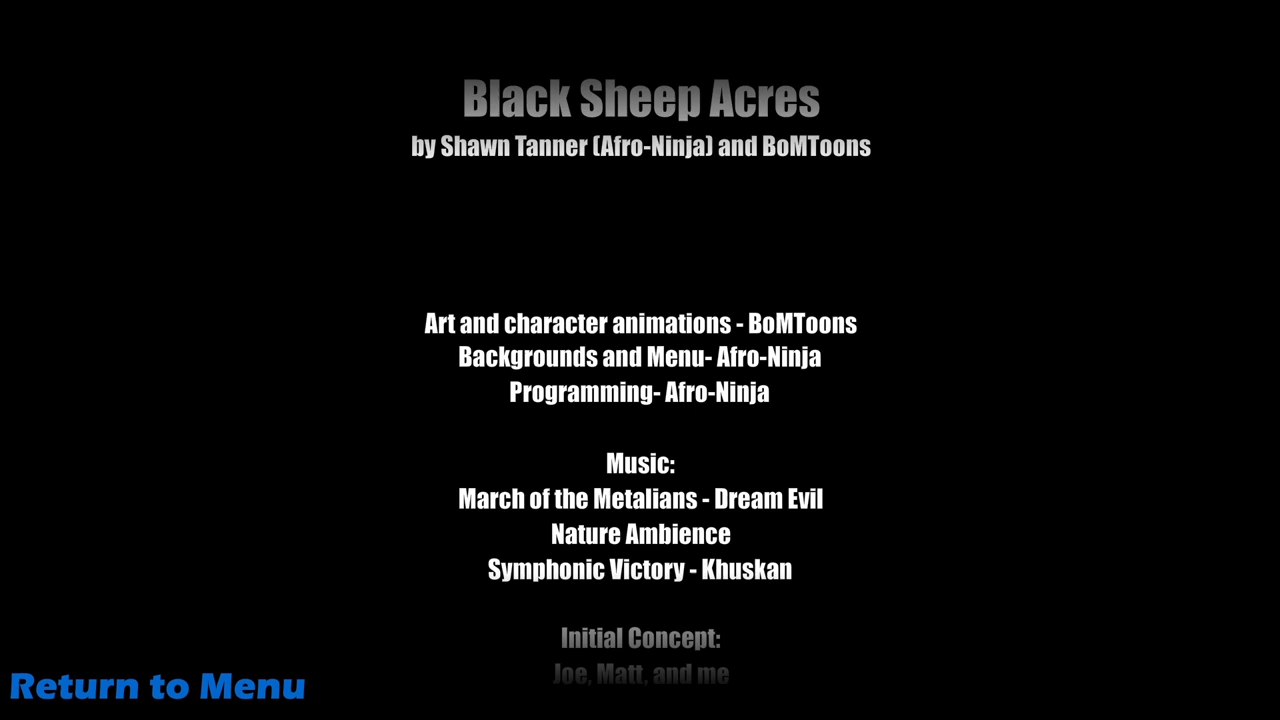 Black Sheep Acres
by Shawn Tanner (Afro-Ninja) and BoMToons
Art and character animations - BoMToons
Backgrounds and Menu- Afro-Ninja
Programming- Afro-Ninja
Music:
March of the Metalians - Dream Evil
Nature Ambience
Symphonic Victory - Khuskan
Initial Concept:
Joe, Matt, and me
Return to Menu